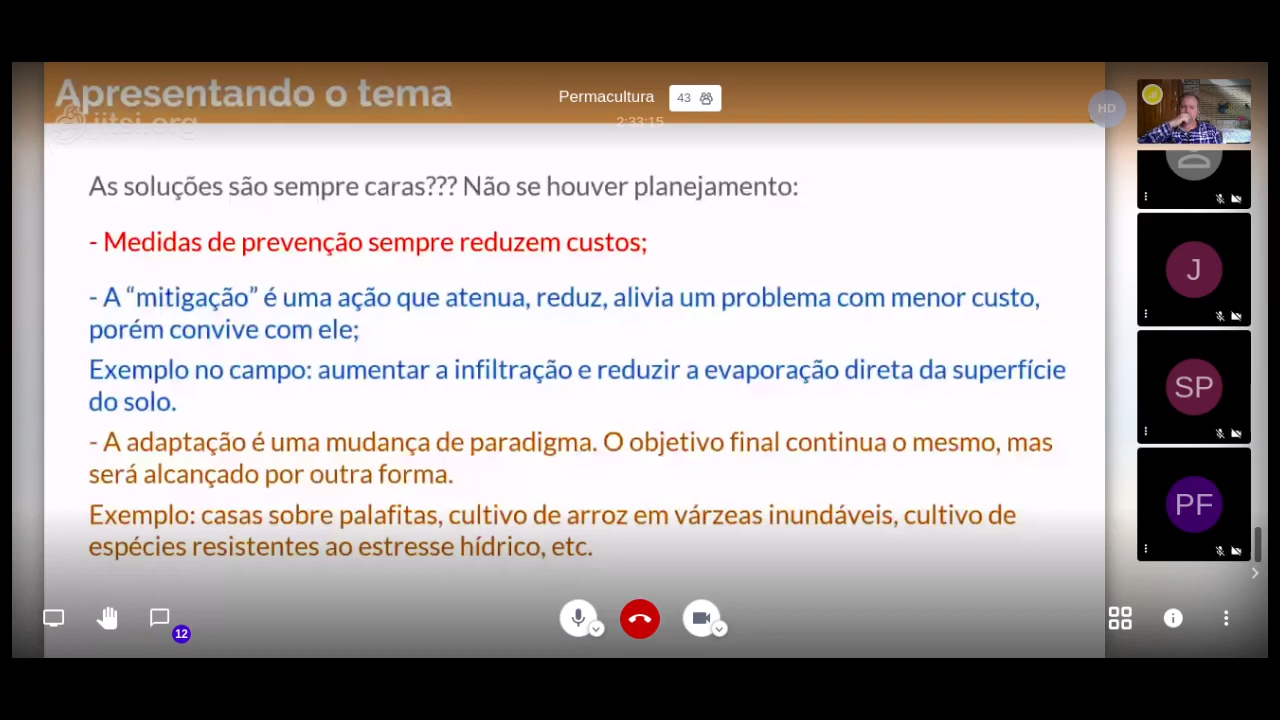 Apresentando o tema
jitsi.org
Permacultura
43
2:33:15
HD
As soluções são sempre caras??? Não se houver planejamento:
- Medidas de prevenção sempre reduzem custos;
- A “mitigação” é uma ação que atenua, reduz, alivia um problema com menor custo,
porém convive com ele;
Exemplo no campo: aumentar a infiltração e reduzir a evaporação direta da superfície
do solo.
- A adaptação é uma mudança de paradigma. O objetivo final continua o mesmo, mas
será alcançado por outra forma.
Exemplo: casas sobre palafitas, cultivo de arroz em várzeas inundáveis, cultivo de
espécies resistentes ao estresse hídrico, etc.
J
SP
PF
12